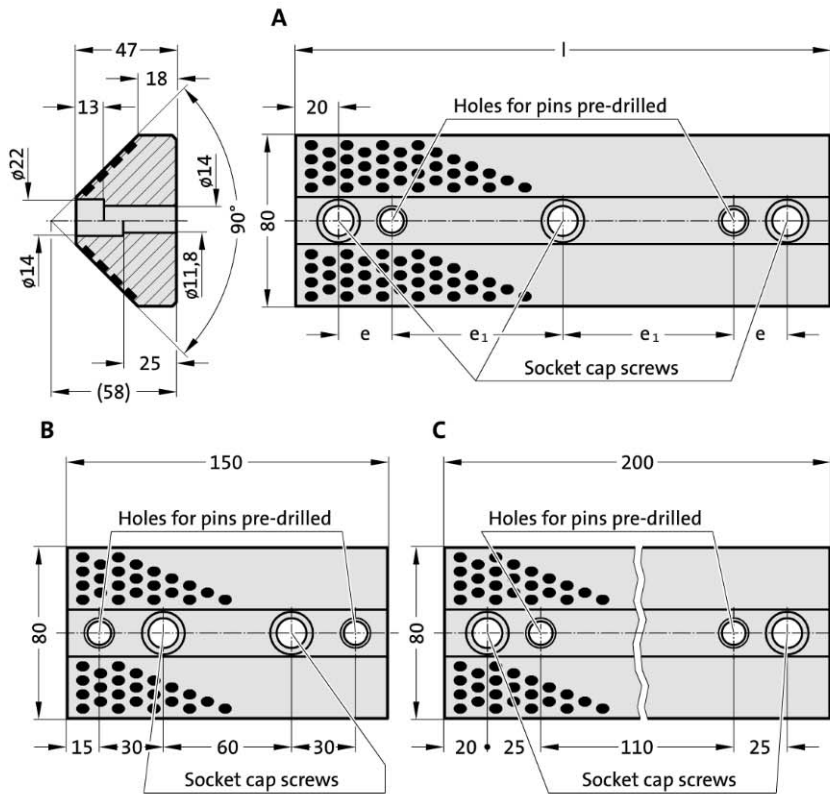 A
47
18
13
ø22
ø14
90°
ø14
ø11,8
25
(58)
l
20
Holes for pins pre-drilled
80
e
e₁
e₁
e
Socket cap screws
B
150
Holes for pins pre-drilled
80
15
30
60
30
Socket cap screws
C
200
Holes for pins pre-drilled
80
20
25
110
25
Socket cap screws